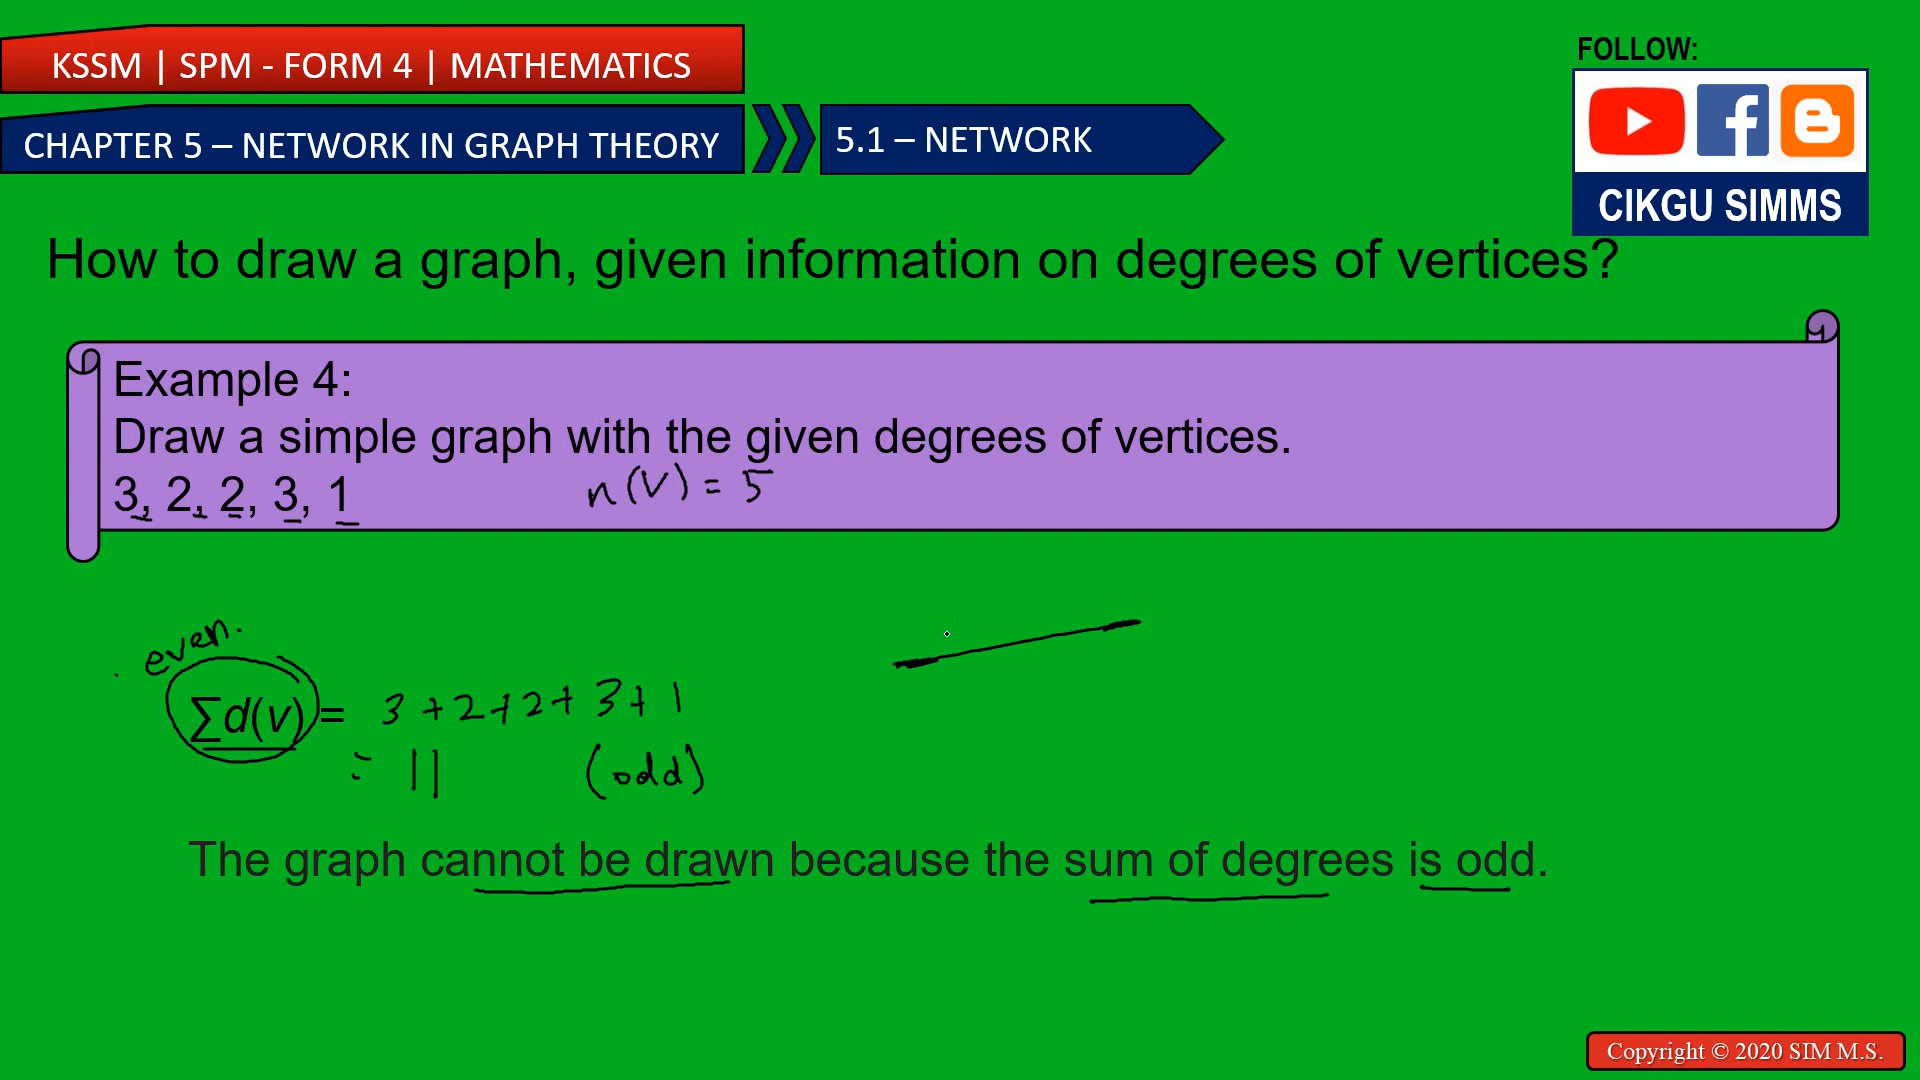 KSSM | SPM - FORM 4 | MATHEMATICS
FOLLOW:
CHAPTER 5 – NETWORK IN GRAPH THEORY
5.1 – NETWORK
CIKGU SIMMS
How to draw a graph, given information on degrees of vertices?
Example 4:
Draw a simple graph with the given degrees of vertices.
3, 2, 2, 3, 1
n(V) = 5
even.
∑d(v) = 3 + 2 + 2 + 3 + 1
= 11 (odd)
The graph cannot be drawn because the sum of degrees is odd.
Copyright © 2020 SIM M.S.